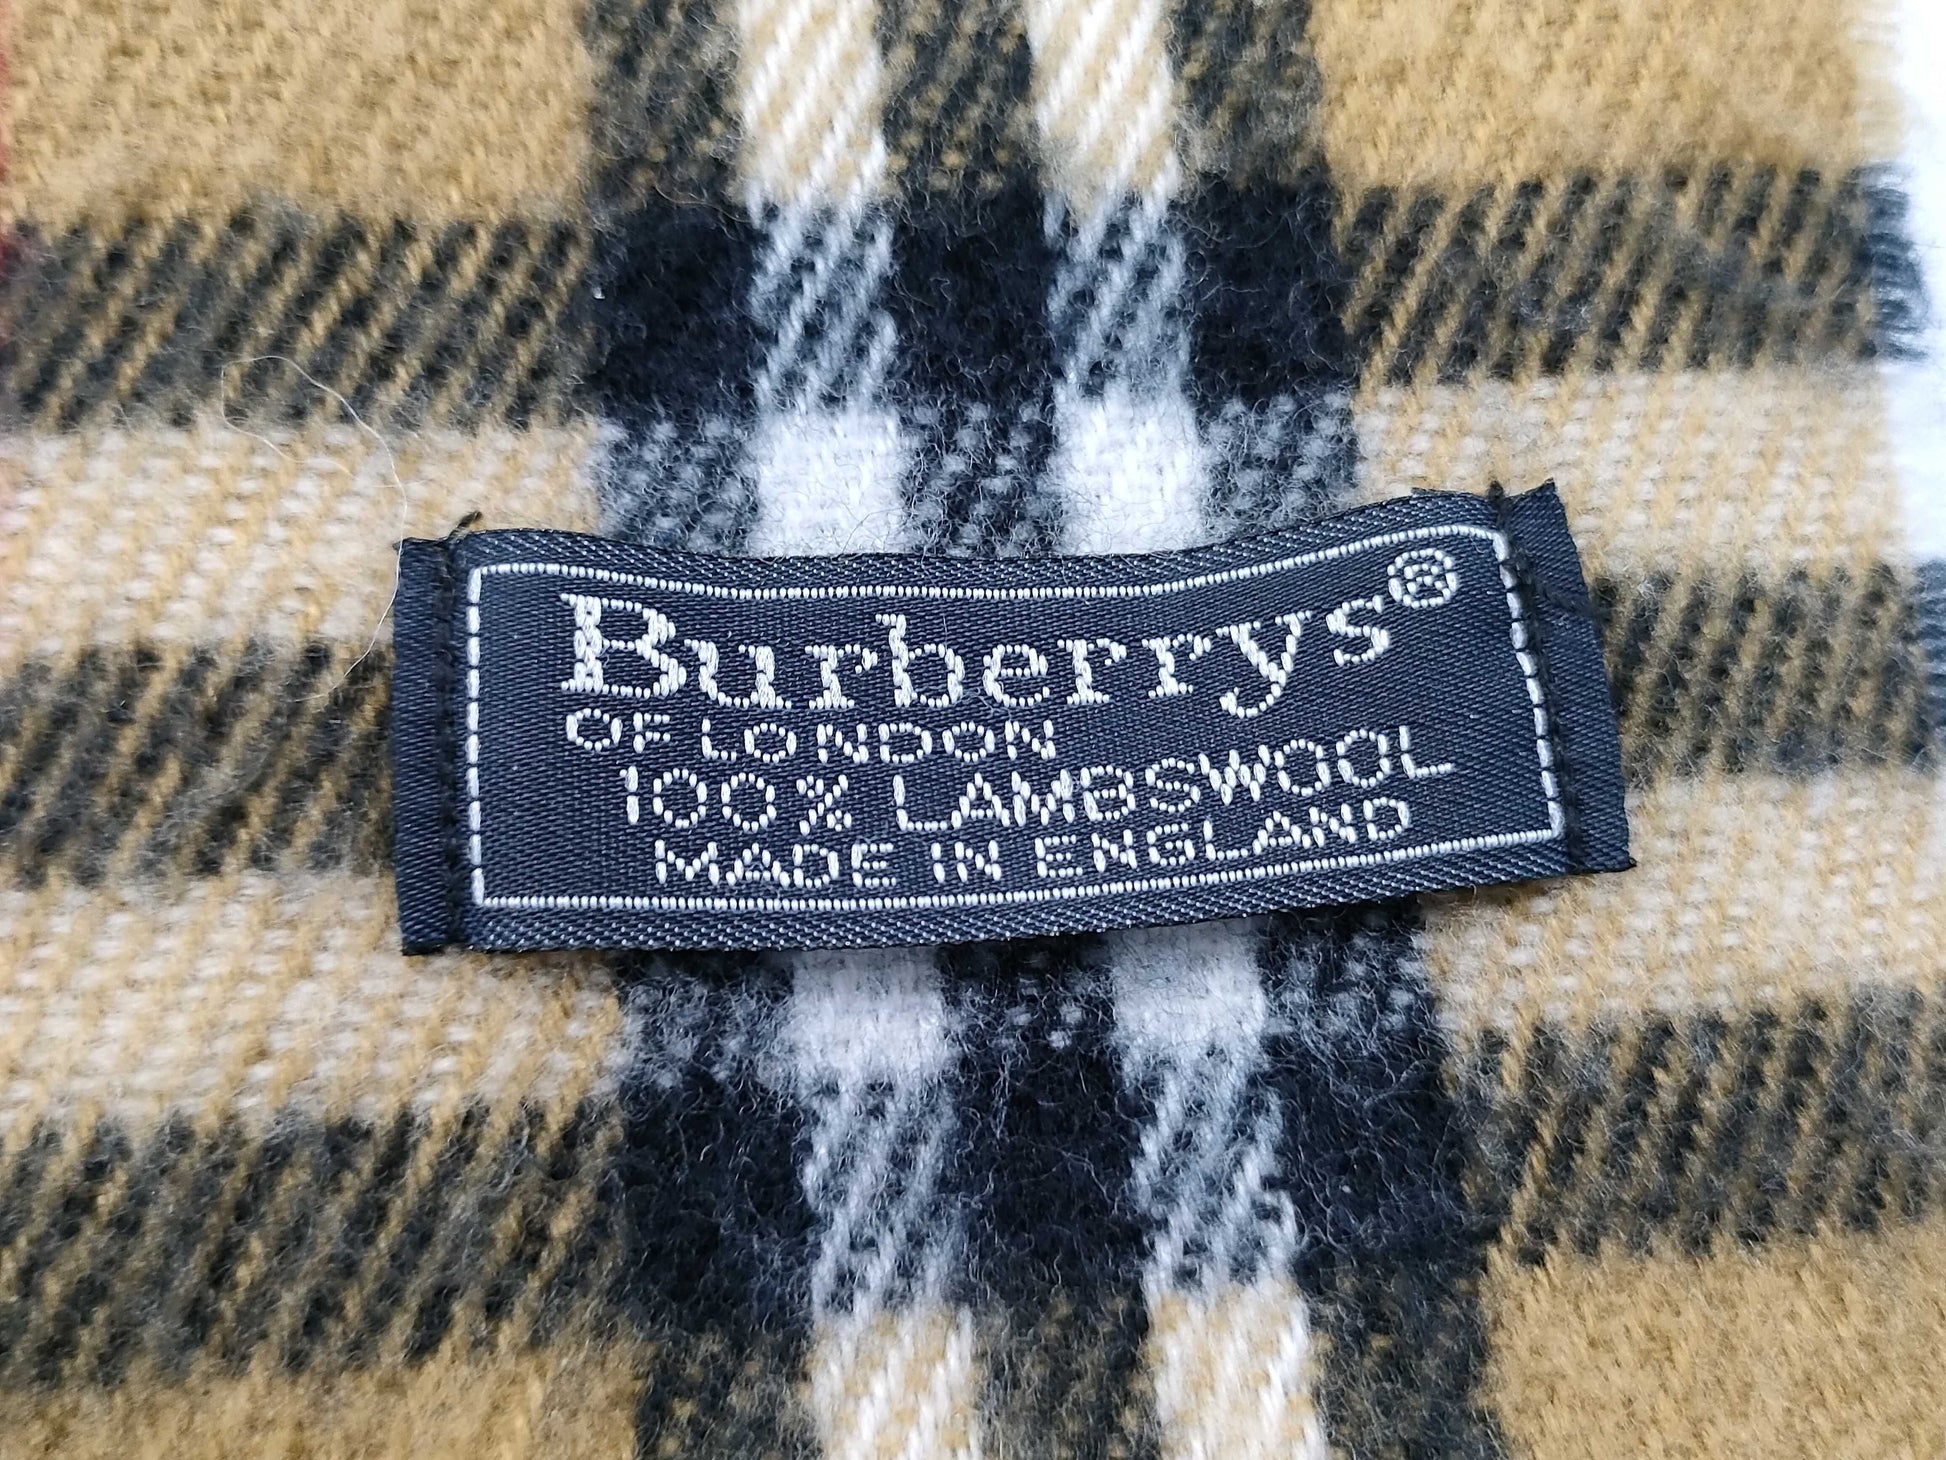 Burberrys®
OF LONDON
100% LAMBSWOOL
MADE IN ENGLAND